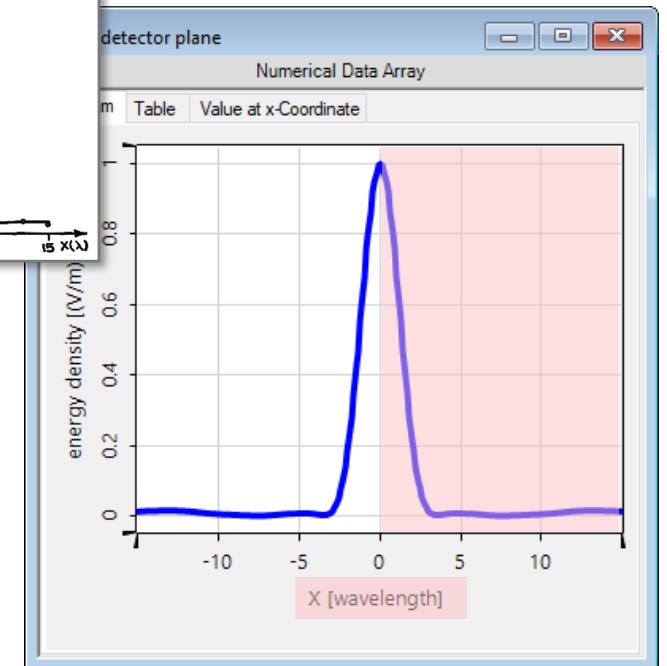 detector plane
Numerical Data Array
m Table Value at x-Coordinate
1
0.8
0.6
0.4
0.2
0
energy density [(V/m)
-10 -5 0 5 10
X [wavelength]
15 X(λ)